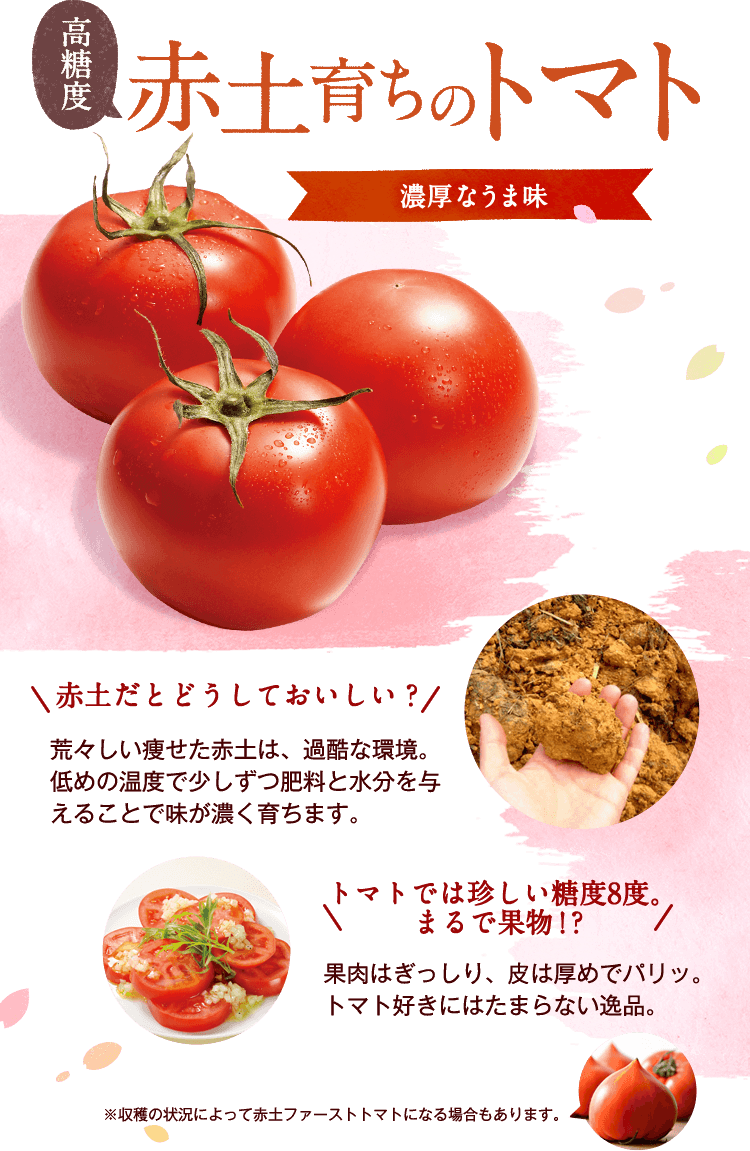 高糖度
赤土育ちのトマト
濃厚なうま味
赤土だとどうしておいしい？
荒々しい痩せた赤土は、過酷な環境。
低めの温度で少しずつ肥料と水分を与
えることで味が濃く育ちます。
トマトでは珍しい糖度8度。
まるで果物!?
果肉はぎっしり、皮は厚めでパリッ。
トマト好きにはたまらない逸品。
※収穫の状況によって赤土ファーストトマトになる場合もあります。